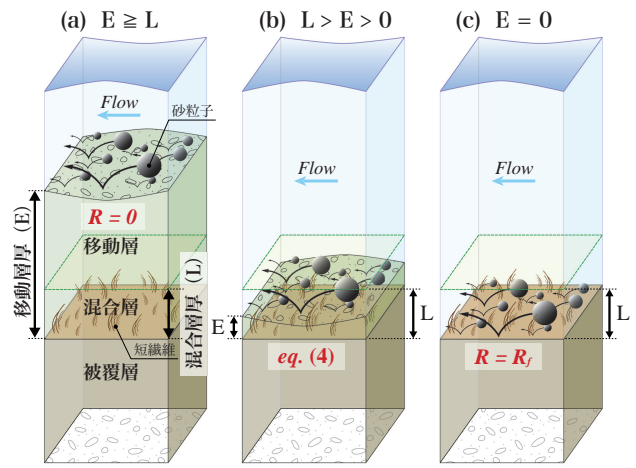 (a) E ≧ L
(b) L > E > 0
(c) E = 0
Flow
砂粒子
R = 0
移動層
移動層厚 (E)
混合層
混合層厚 (L)
短繊維
被覆層
Flow
E
L
eq. (4)
Flow
L
R = R_f